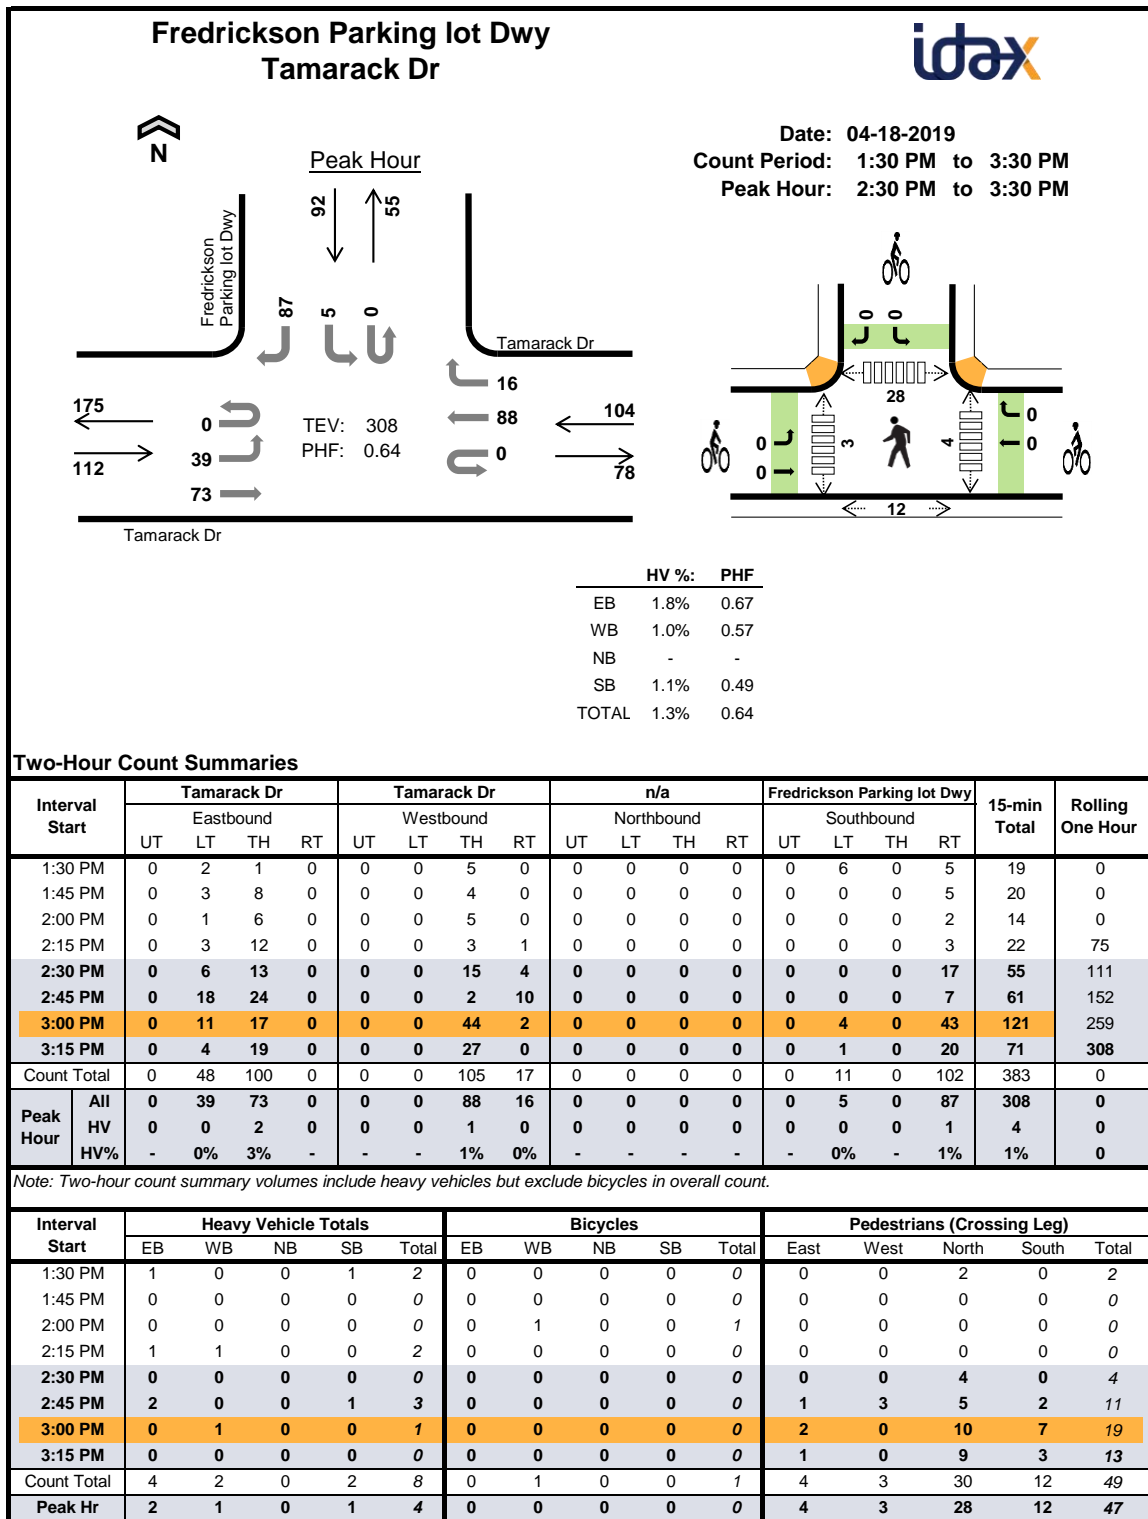 Fredrickson Parking lot Dwy
Tamarack Dr
idax
N
Peak Hour
Date: 04-18-2019
Count Period: 1:30 PM to 3:30 PM
Peak Hour: 2:30 PM to 3:30 PM
92 55
Fredrickson
Parking lot Dwy
87 5 0
Tamarack Dr
16
88
0
104
78
175
112
0
39
73
TEV: 308
PHF: 0.64
Tamarack Dr
0 0
28
0
0
3
4
0
0
12
HV %: PHF
EB 1.8% 0.67
WB 1.0% 0.57
NB - -
SB 1.1% 0.49
TOTAL 1.3% 0.64
Two-Hour Count Summaries
Interval Start Tamarack Dr Tamarack Dr n/a Fredrickson Parking lot Dwy 15-min Total Rolling One Hour
Eastbound Westbound Northbound Southbound
UT LT TH RT UT LT TH RT UT LT TH RT UT LT TH RT
1:30 PM 0 2 1 0 0 0 5 0 0 0 0 0 0 6 0 5 19 0
1:45 PM 0 3 8 0 0 0 4 0 0 0 0 0 0 0 0 5 20 0
2:00 PM 0 1 6 0 0 0 5 0 0 0 0 0 0 0 0 2 14 0
2:15 PM 0 3 12 0 0 0 3 1 0 0 0 0 0 0 0 3 22 75
2:30 PM 0 6 13 0 0 0 15 4 0 0 0 0 0 0 0 17 55 111
2:45 PM 0 18 24 0 0 0 2 10 0 0 0 0 0 0 0 7 61 152
3:00 PM 0 11 17 0 0 0 44 2 0 0 0 0 0 4 0 43 121 259
3:15 PM 0 4 19 0 0 0 27 0 0 0 0 0 0 1 0 20 71 308
Count Total 0 48 100 0 0 0 105 17 0 0 0 0 0 11 0 102 383 0
Peak Hour All 0 39 73 0 0 0 88 16 0 0 0 0 0 5 0 87 308 0
HV 0 0 2 0 0 0 1 0 0 0 0 0 0 0 0 1 4 0
HV% - 0% 3% - - - 1% 0% - - - - - 0% - 1% 1% 0
Note: Two-hour count summary volumes include heavy vehicles but exclude bicycles in overall count.
Interval Start Heavy Vehicle Totals Bicycles Pedestrians (Crossing Leg)
EB WB NB SB Total EB WB NB SB Total East West North South Total
1:30 PM 1 0 0 1 2 0 0 0 0 0 0 0 2 0 2
1:45 PM 0 0 0 0 0 0 0 0 0 0 0 0 0 0 0
2:00 PM 0 0 0 0 0 0 1 0 0 1 0 0 0 0 0
2:15 PM 1 1 0 0 2 0 0 0 0 0 0 0 0 0 0
2:30 PM 0 0 0 0 0 0 0 0 0 0 0 0 4 0 4
2:45 PM 2 0 0 1 3 0 0 0 0 0 1 3 5 2 11
3:00 PM 0 1 0 0 1 0 0 0 0 0 2 0 10 7 19
3:15 PM 0 0 0 0 0 0 0 0 0 0 1 0 9 3 13
Count Total 4 2 0 2 8 0 1 0 0 1 4 3 30 12 49
Peak Hr 2 1 0 1 4 0 0 0 0 0 4 3 28 12 47